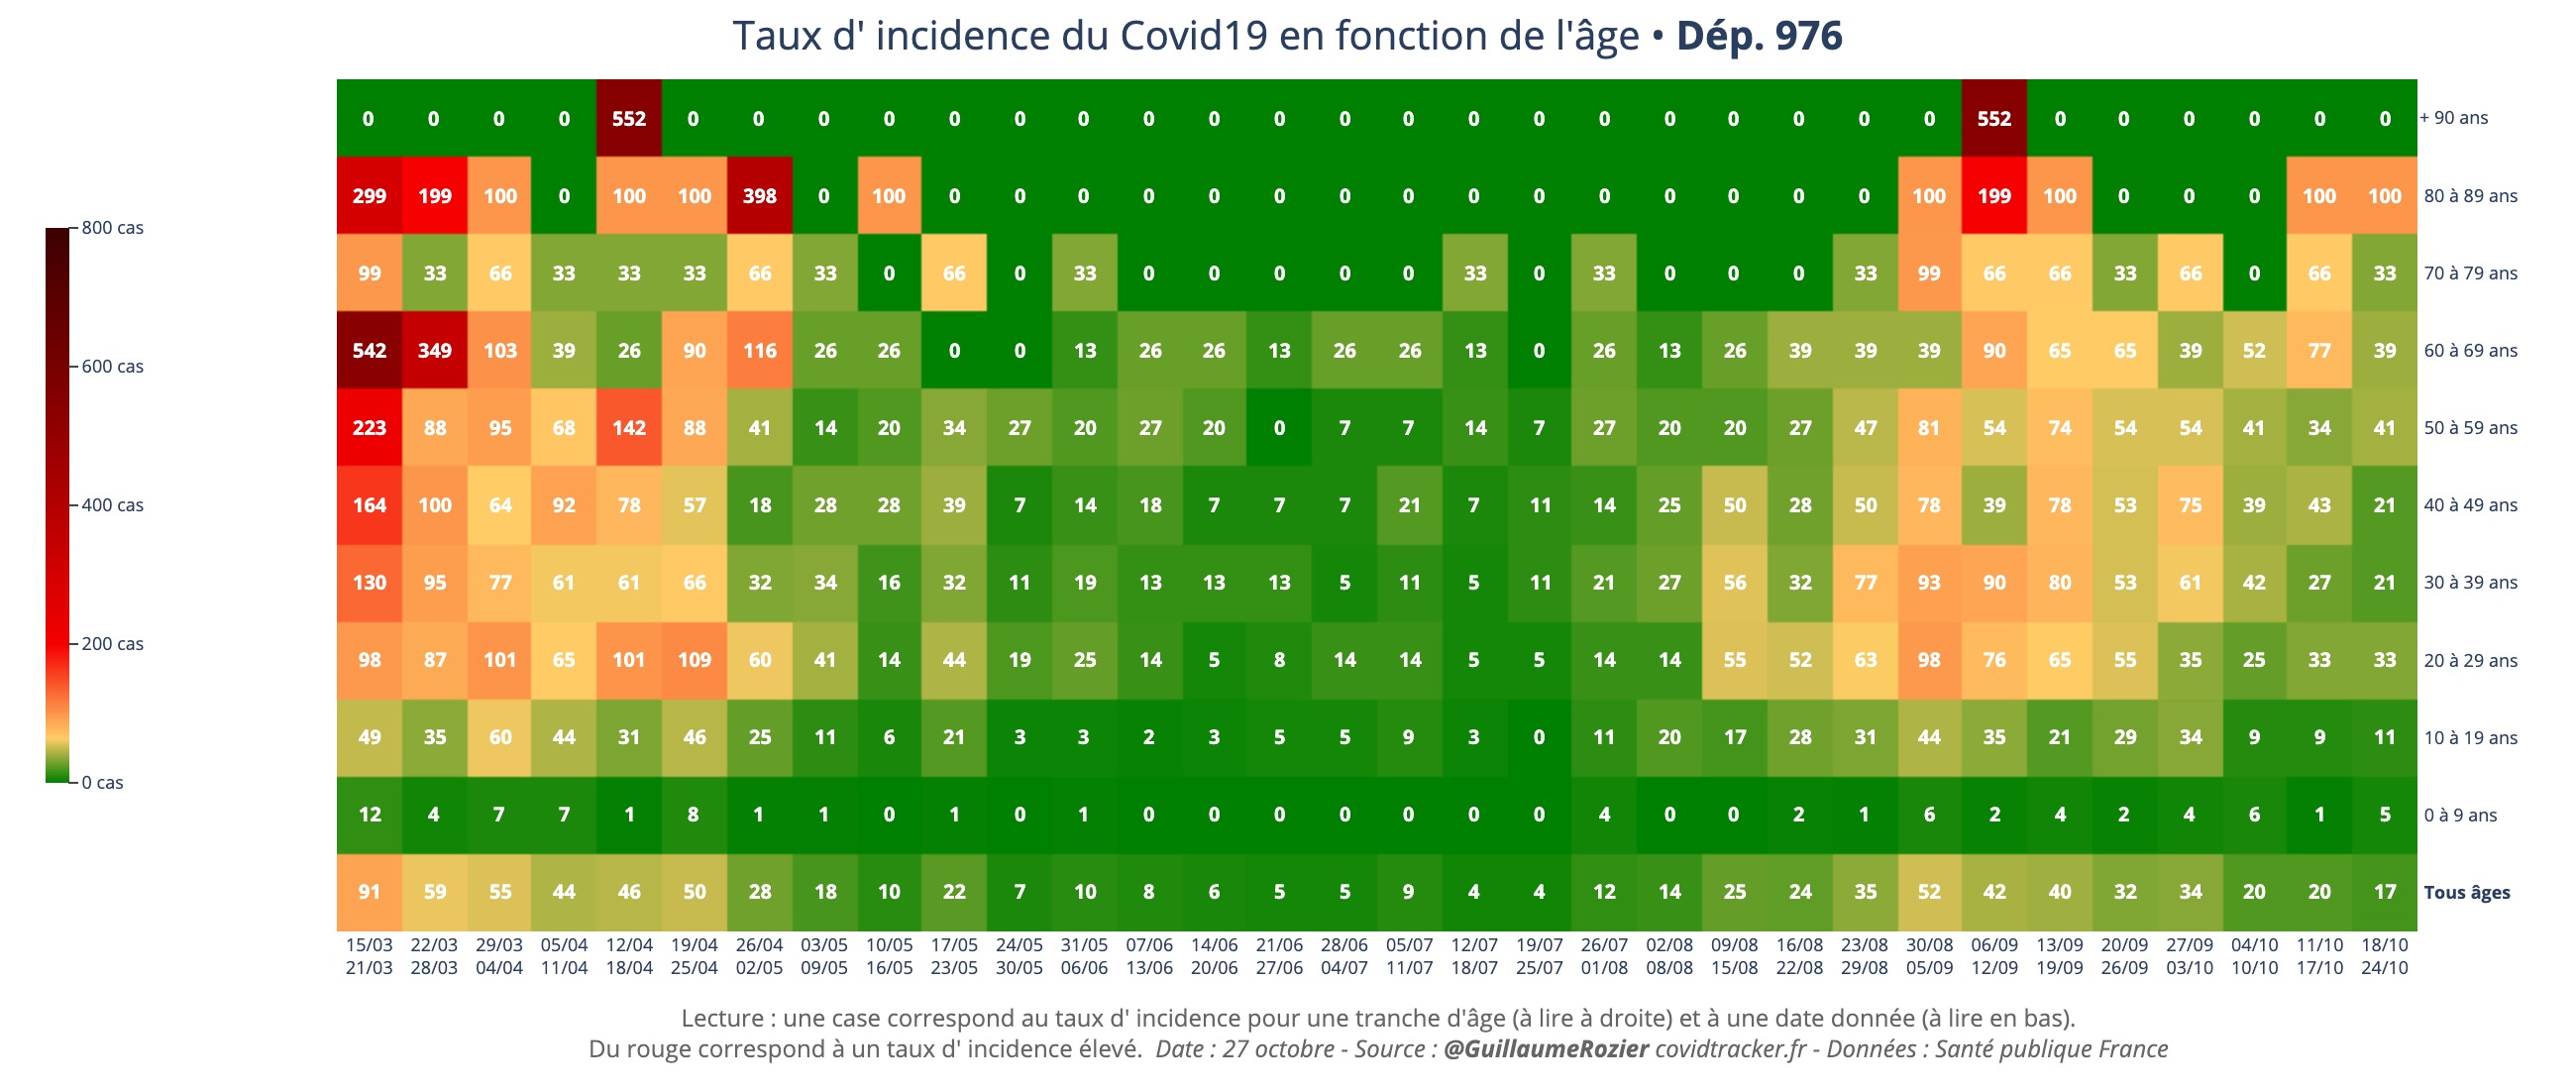 Taux d' incidence du Covid19 en fonction de l'âge • Dép. 976
0 0 0 0 552 0 0 0 0 0 0 0 0 0 0 0 0 0 0 0 0 0 0 0 0 552 0 0 0 0 0 0 + 90 ans
299 199 100 0 100 100 398 0 100 0 0 0 0 0 0 0 0 0 0 0 0 0 0 0 100 199 100 0 0 0 100 100 80 à 89 ans
800 cas
99 33 66 33 33 33 66 33 0 66 0 33 0 0 0 0 0 33 0 33 0 0 0 33 99 66 66 33 66 0 66 33 70 à 79 ans
542 349 103 39 26 90 116 26 26 0 0 13 26 26 13 26 26 13 0 26 13 26 39 39 39 90 65 65 39 52 77 39 60 à 69 ans
600 cas
223 88 95 68 142 88 41 14 20 34 27 20 27 20 0 7 7 14 7 27 20 20 27 47 81 54 74 54 54 41 34 41 50 à 59 ans
400 cas
164 100 64 92 78 57 18 28 28 39 7 14 18 7 7 7 21 7 11 14 25 50 28 50 78 39 78 53 75 39 43 21 40 à 49 ans
130 95 77 61 61 66 32 34 16 32 11 19 13 13 13 5 11 5 11 21 27 56 32 77 93 90 80 53 61 42 27 21 30 à 39 ans
200 cas
98 87 101 65 101 109 60 41 14 44 19 25 14 5 8 14 14 5 5 14 14 55 52 63 98 76 65 55 35 25 33 33 20 à 29 ans
49 35 60 44 31 46 25 11 6 21 3 3 2 3 5 5 9 3 0 11 20 17 28 31 44 35 21 29 34 9 9 11 10 à 19 ans
0 cas
12 4 7 7 1 8 1 1 0 1 0 1 0 0 0 0 0 0 0 4 0 0 2 1 6 2 4 2 4 6 1 5 0 à 9 ans
91 59 55 44 46 50 28 18 10 22 7 10 8 6 5 5 9 4 4 12 14 25 24 35 52 42 40 32 34 20 20 17 Tous âges
15/03 22/03 29/03 05/04 12/04 19/04 26/04 03/05 10/05 17/05 24/05 31/05 07/06 14/06 21/06 28/06 05/07 12/07 19/07 26/07 02/08 09/08 16/08 23/08 30/08 06/09 13/09 20/09 27/09 04/10 11/10 18/10
21/03 28/03 04/04 11/04 18/04 25/04 02/05 09/05 16/05 23/05 30/05 06/06 13/06 20/06 27/06 04/07 11/07 18/07 25/07 01/08 08/08 15/08 22/08 29/08 05/09 12/09 19/09 26/09 03/10 10/10 17/10 24/10
Lecture : une case correspond au taux d' incidence pour une tranche d'âge (à lire à droite) et à une date donnée (à lire en bas).
Du rouge correspond à un taux d' incidence élevé. Date : 27 octobre - Source : @GuillaumeRozier covidtracker.fr - Données : Santé publique France